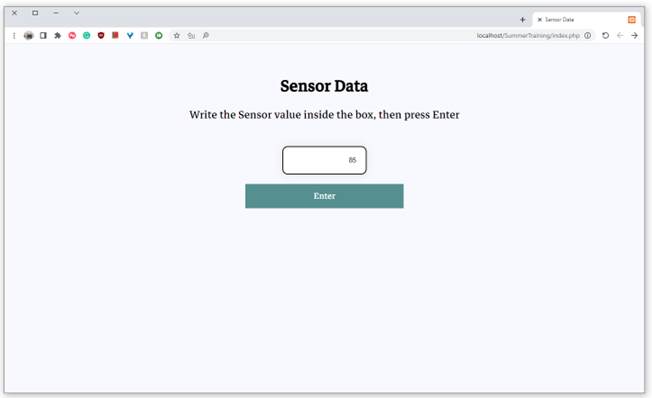 Sensor Data
localhost/SummerTraining/index.php
Sensor Data
Write the Sensor value inside the box, then press Enter
85
Enter